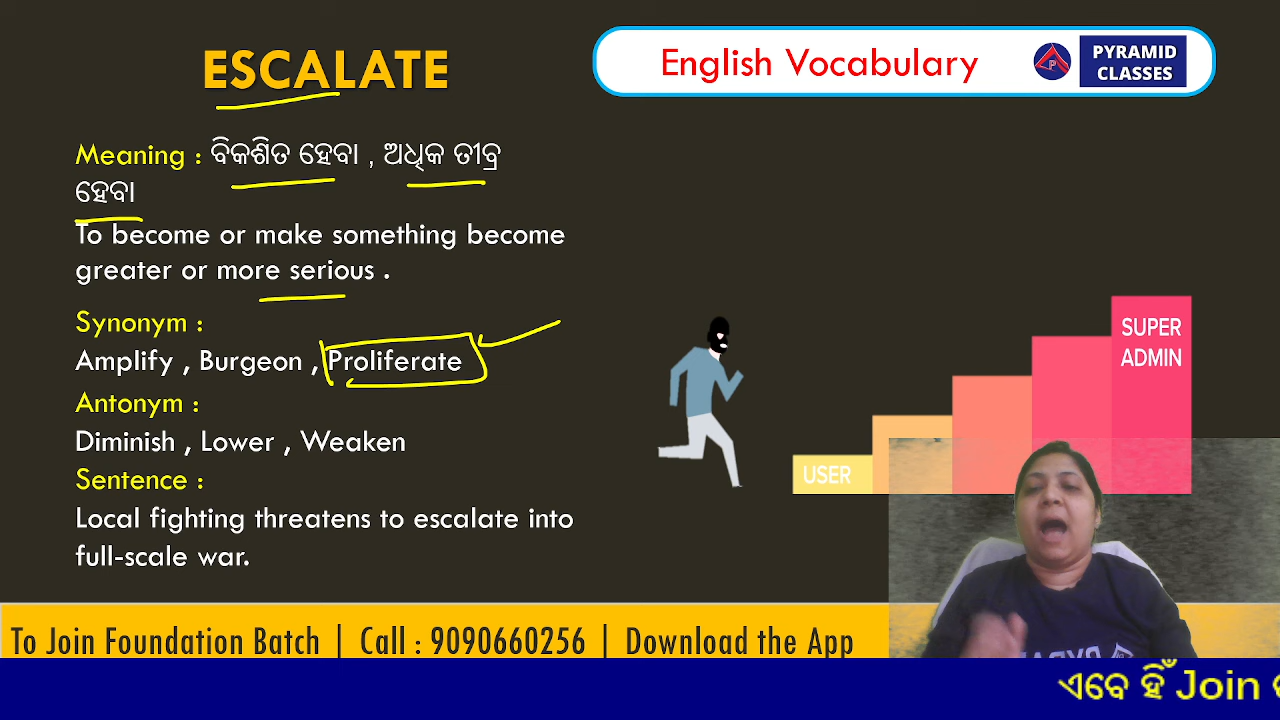 ESCALATE
English Vocabulary
PYRAMID
CLASSES
Meaning : ବିକଶିତ ହେବା , ଅଧିକ ତୀବ୍ର
ହେବା
To become or make something become
greater or more serious .
Synonym :
Amplify , Burgeon , Proliferate
Antonym :
Diminish , Lower , Weaken
Sentence :
Local fighting threatens to escalate into
full-scale war.
SUPER
ADMIN
USER
To Join Foundation Batch | Call : 9090660256 | Download the App
ଏବେ ହିଁ Join